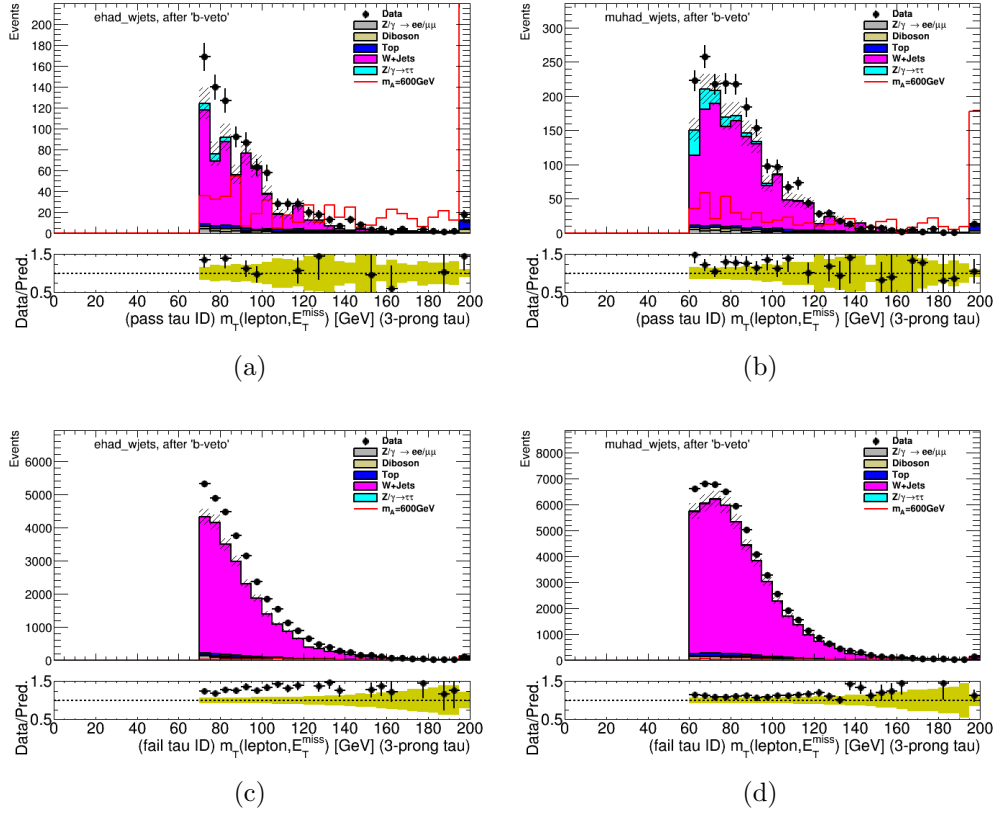 Events
ehad_wjets, after 'b-veto'
Data
Z/γ → ee/μμ
Diboson
Top
W+Jets
Z/γ→ττ
m_A=600GeV
220
200
180
160
140
120
100
80
60
40
20
0
Data/Pred.
1.5
1
0.5
0 20 40 60 80 100 120 140 160 180 200
(pass tau ID) m_T(lepton,E_T^miss) [GeV] (3-prong tau)
(a)
Events
muhad_wjets, after 'b-veto'
Data
Z/γ → ee/μμ
Diboson
Top
W+Jets
Z/γ→ττ
m_A=600GeV
300
250
200
150
100
50
0
Data/Pred.
1.5
1
0.5
0 20 40 60 80 100 120 140 160 180 200
(pass tau ID) m_T(lepton,E_T^miss) [GeV] (3-prong tau)
(b)
Events
ehad_wjets, after 'b-veto'
Data
Z/γ → ee/μμ
Diboson
Top
W+Jets
Z/γ→ττ
m_A=600GeV
6000
5000
4000
3000
2000
1000
0
Data/Pred.
1.5
1
0.5
0 20 40 60 80 100 120 140 160 180 200
(fail tau ID) m_T(lepton,E_T^miss) [GeV] (3-prong tau)
(c)
Events
muhad_wjets, after 'b-veto'
Data
Z/γ → ee/μμ
Diboson
Top
W+Jets
Z/γ→ττ
m_A=600GeV
8000
7000
6000
5000
4000
3000
2000
1000
0
Data/Pred.
1.5
1
0.5
0 20 40 60 80 100 120 140 160 180 200
(fail tau ID) m_T(lepton,E_T^miss) [GeV] (3-prong tau)
(d)